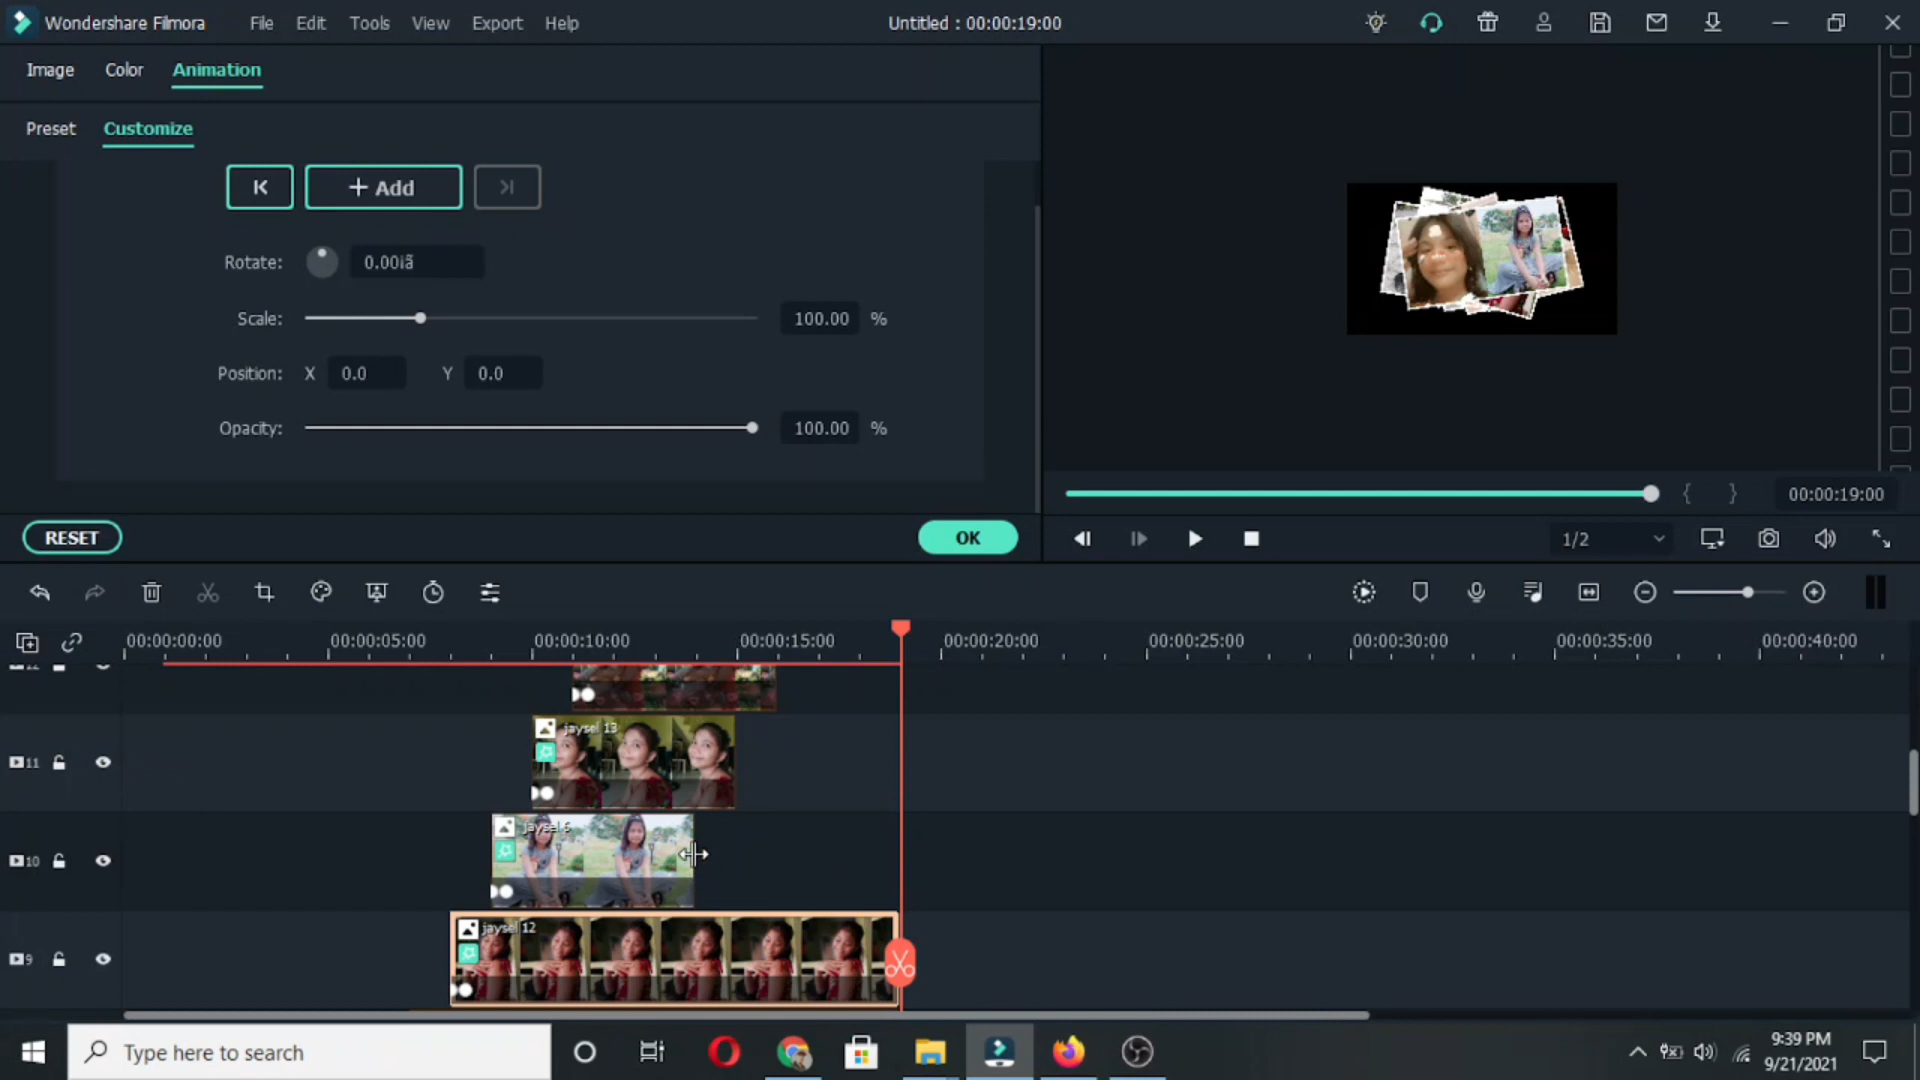 Wondershare Filmora File Edit Tools View Export Help Untitled : 00:00:19:00
Image Color Animation
Preset Customize
+ Add
Rotate: 0.00iã
Scale: 100.00 %
Position: X 0.0 Y 0.0
Opacity: 100.00 %
00:00:19:00
RESET OK
1/2
00:00:00:00 00:00:05:00 00:00:10:00 00:00:15:00 00:00:20:00 00:00:25:00 00:00:30:00 00:00:35:00 00:00:40:00
12
jaysel 13
11
jaysel 6
10
jaysel 12
9
Type here to search
9:39 PM
9/21/2021